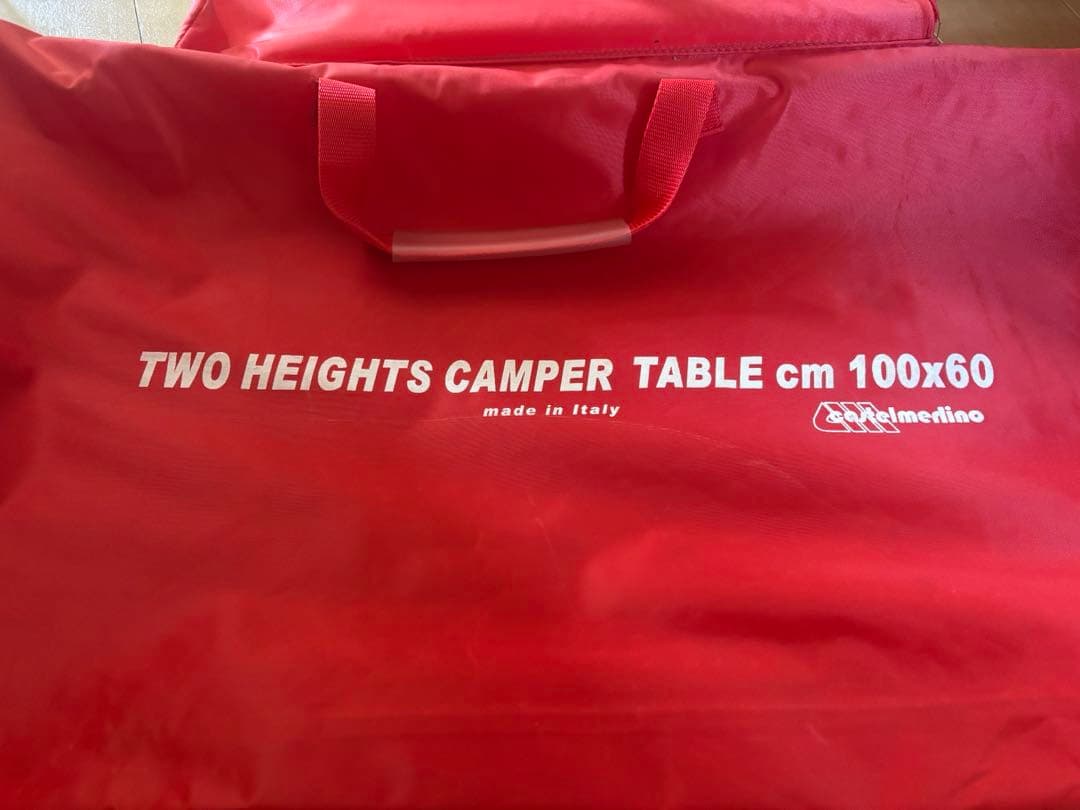 TWO HEIGHTS CAMPER TABLE cm 100x60
made in Italy
castelmerlino